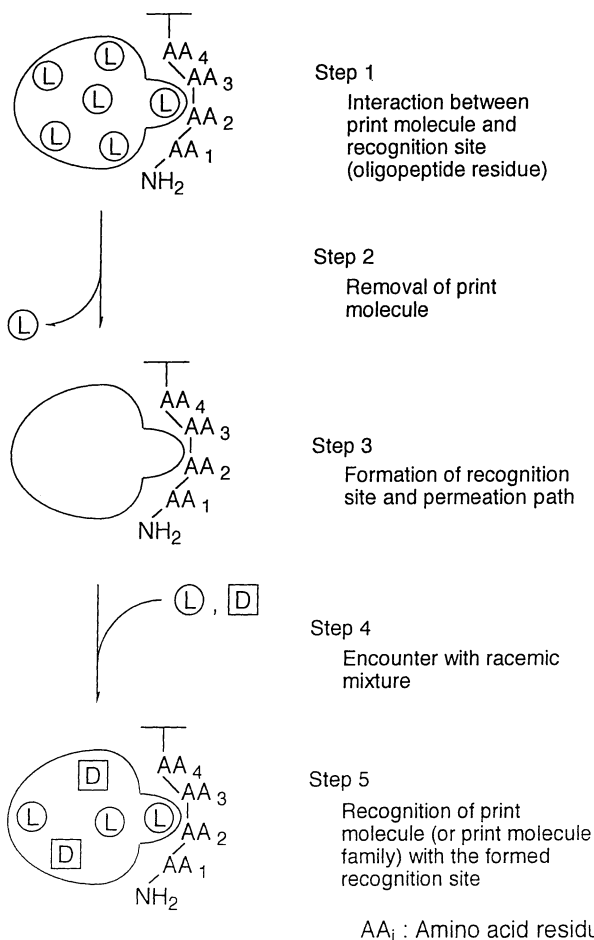 L
L
L
L
L
L
AA 4
AA 3
AA 2
AA 1
NH2
Step 1
Interaction between
print molecule and
recognition site
(oligopeptide residue)
L
Step 2
Removal of print
molecule
AA 4
AA 3
AA 2
AA 1
NH2
Step 3
Formation of recognition
site and permeation path
L , D
Step 4
Encounter with racemic
mixture
D
L
L
L
D
AA 4
AA 3
AA 2
AA 1
NH2
Step 5
Recognition of print
molecule (or print molecule
family) with the formed
recognition site
AAi : Amino acid residu